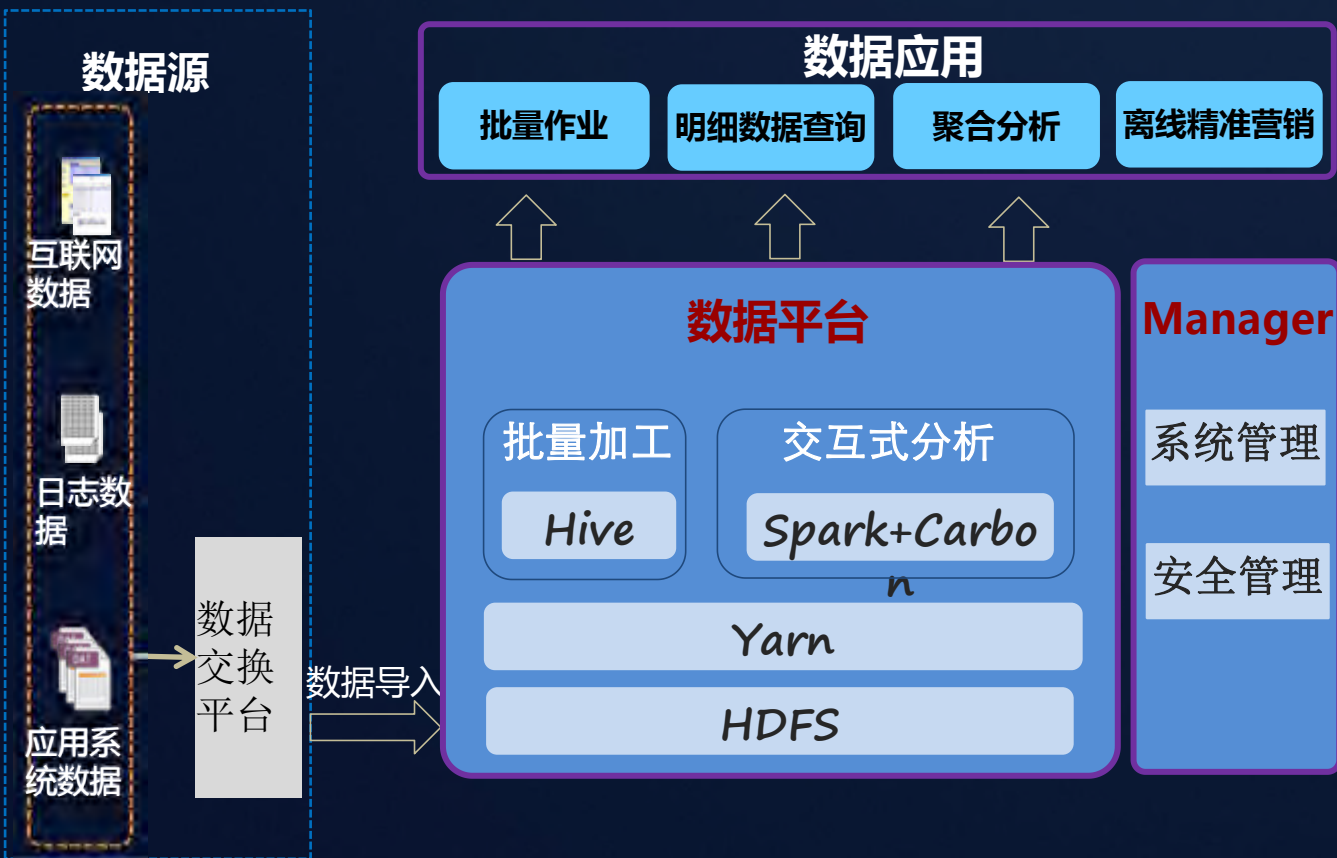 数据源
互联网
数据
日志数
据
应用系
统数据
数据
交换
平台
数据导入
数据应用
批量作业
明细数据查询
聚合分析
离线精准营销
数据平台
批量加工
Hive
交互式分析
Spark+Carbo
n
Yarn
HDFS
Manager
系统管理
安全管理